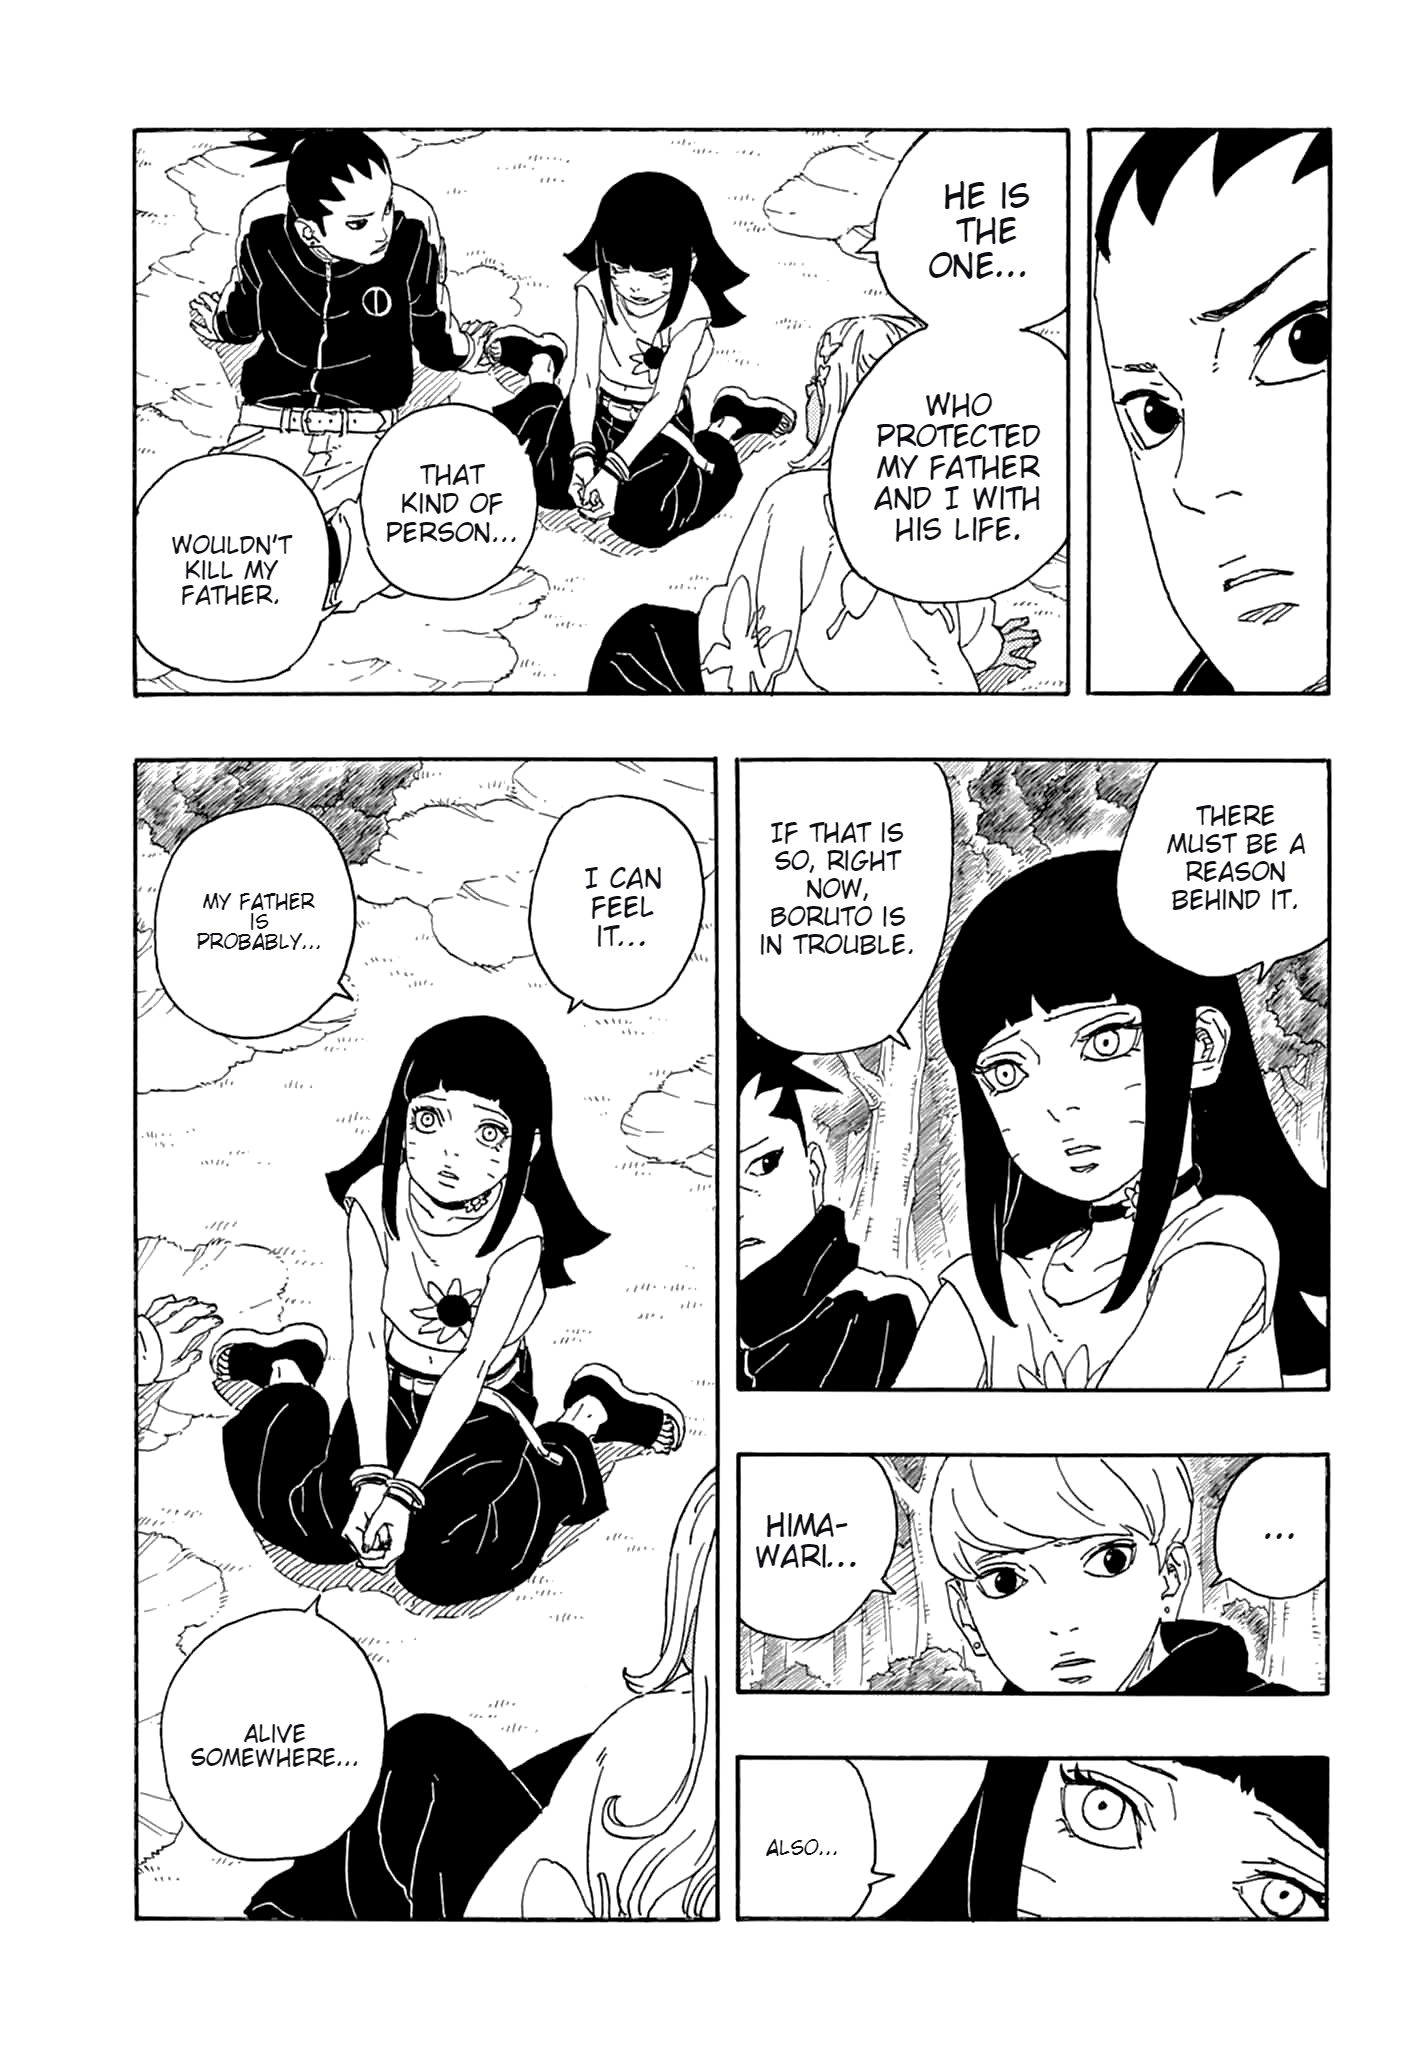 HE IS
THE
ONE...
WHO
PROTECTED
MY FATHER
AND I WITH
HIS LIFE.
THAT
KIND OF
PERSON...
WOULDN'T
KILL MY
FATHER.
THERE
MUST BE A
REASON
BEHIND IT.
IF THAT IS
SO, RIGHT
NOW,
BORUTO IS
IN TROUBLE.
...
HIMA-
WARI...
ALSO...
I CAN
FEEL
IT...
MY FATHER
IS
PROBABLY...
ALIVE
SOMEWHERE...